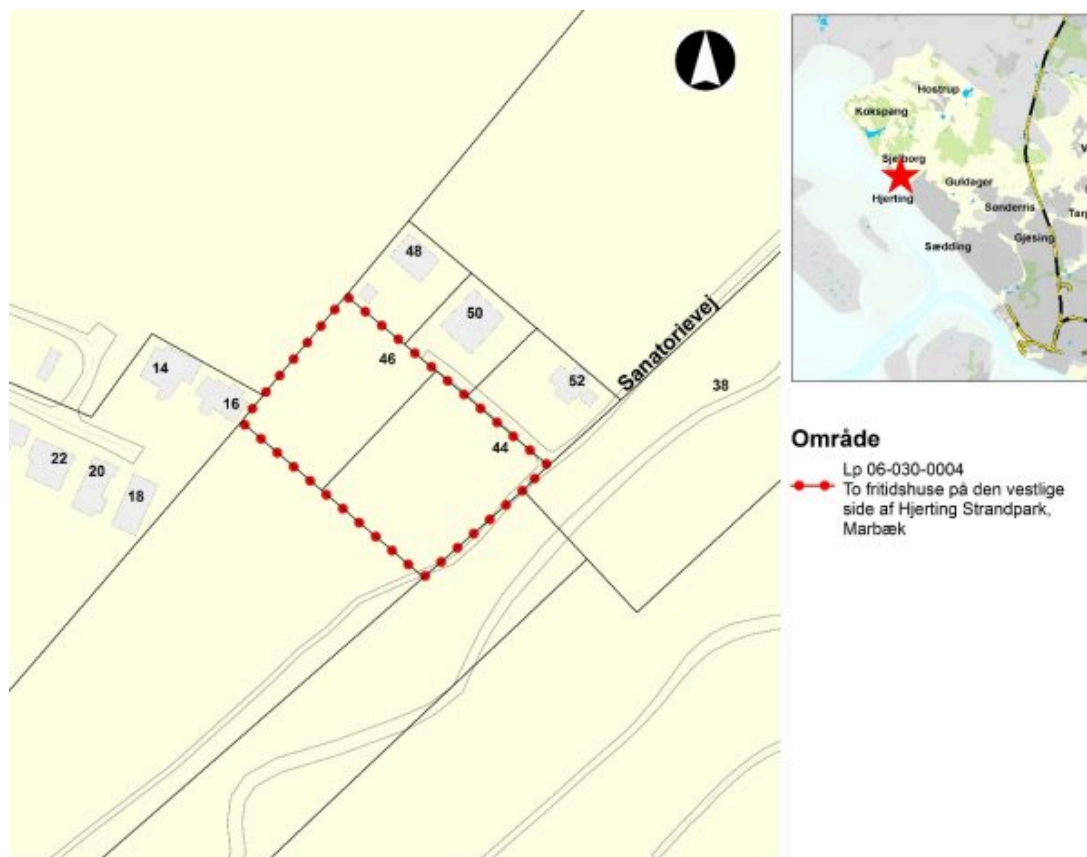 48
50
46
52
14
16
44
22
20
18
Sanatorievej
38
Hostrup
Kokspang
Sjelborg
Guldager
Hjerting
Sønderris
Tarp
Gjesing
Sædding
Område
Lp 06-030-0004
To fritidshuse på den vestlige
side af Hjerting Strandpark,
Marbæk